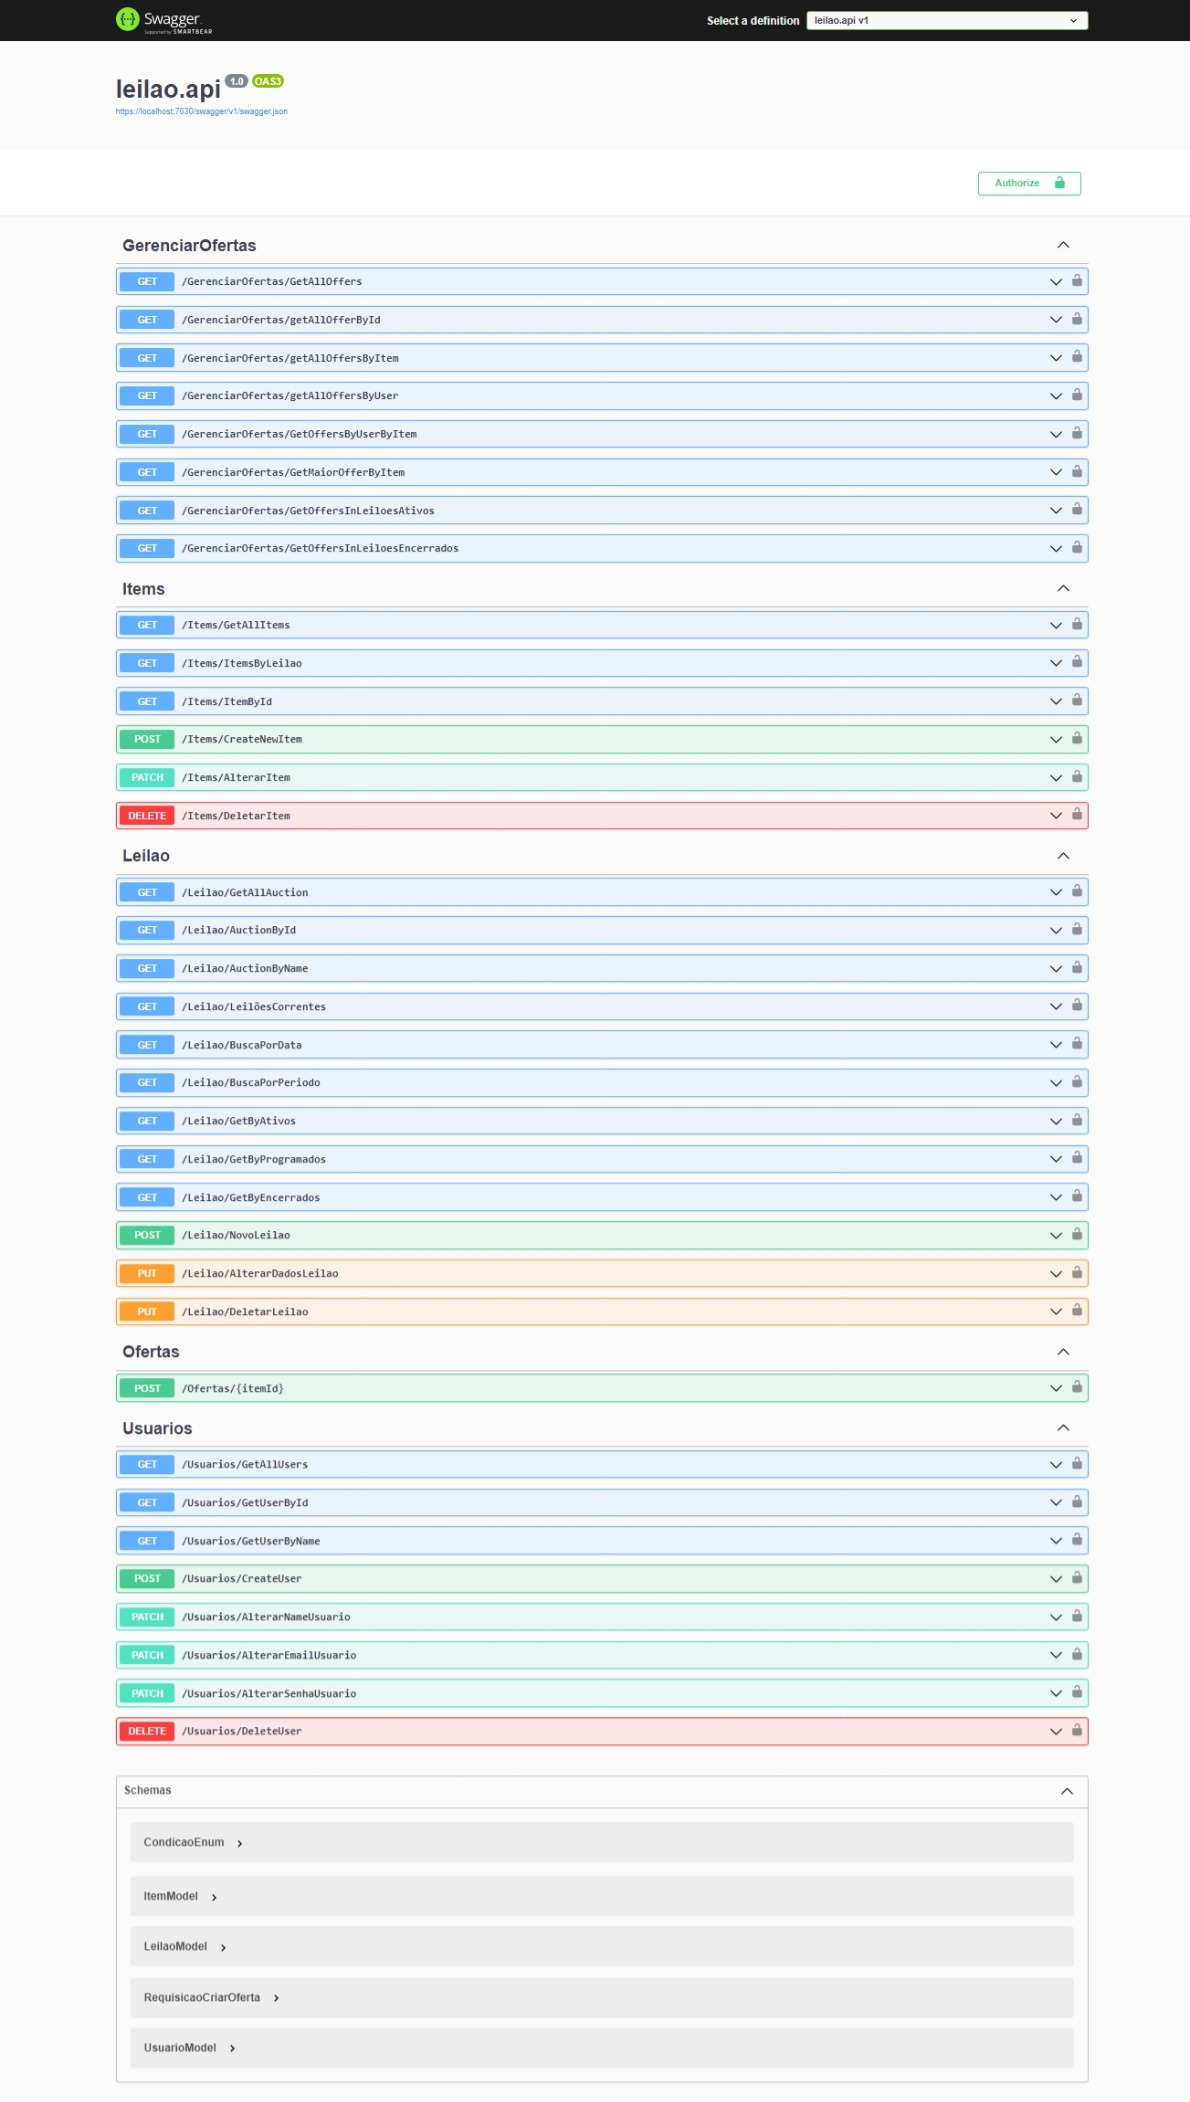 Swagger
Supported by SMARTBEAR
Select a definition
leilao.api v1
leilao.api 1.0 OAS3
https://localhost:7030/swagger/v1/swagger.json
Authorize
GerenciarOfertas
GET /GerenciarOfertas/GetAllOffers
GET /GerenciarOfertas/getAllOfferById
GET /GerenciarOfertas/getAllOffersByItem
GET /GerenciarOfertas/getAllOffersByUser
GET /GerenciarOfertas/GetOffersByUserByItem
GET /GerenciarOfertas/GetMaiorOfferByItem
GET /GerenciarOfertas/GetOffersInLeiloesAtivos
GET /GerenciarOfertas/GetOffersInLeiloesEncerrados
Items
GET /Items/GetAllItems
GET /Items/ItemsByLeilao
GET /Items/ItemById
POST /Items/CreateNewItem
PATCH /Items/AlterarItem
DELETE /Items/DeletarItem
Leilao
GET /Leilao/GetAllAuction
GET /Leilao/AuctionById
GET /Leilao/AuctionByName
GET /Leilao/LeilõesCorrentes
GET /Leilao/BuscaPorData
GET /Leilao/BuscaPorPeriodo
GET /Leilao/GetByAtivos
GET /Leilao/GetByProgramados
GET /Leilao/GetByEncerrados
POST /Leilao/NovoLeilao
PUT /Leilao/AlterarDadosLeilao
PUT /Leilao/DeletarLeilao
Ofertas
POST /Ofertas/{itemId}
Usuarios
GET /Usuarios/GetAllUsers
GET /Usuarios/GetUserById
GET /Usuarios/GetUserByName
POST /Usuarios/CreateUser
PATCH /Usuarios/AlterarNameUsuario
PATCH /Usuarios/AlterarEmailUsuario
PATCH /Usuarios/AlterarSenhaUsuario
DELETE /Usuarios/DeleteUser
Schemas
CondicaoEnum
ItemModel
LeilaoModel
RequisicaoCriarOferta
UsuarioModel